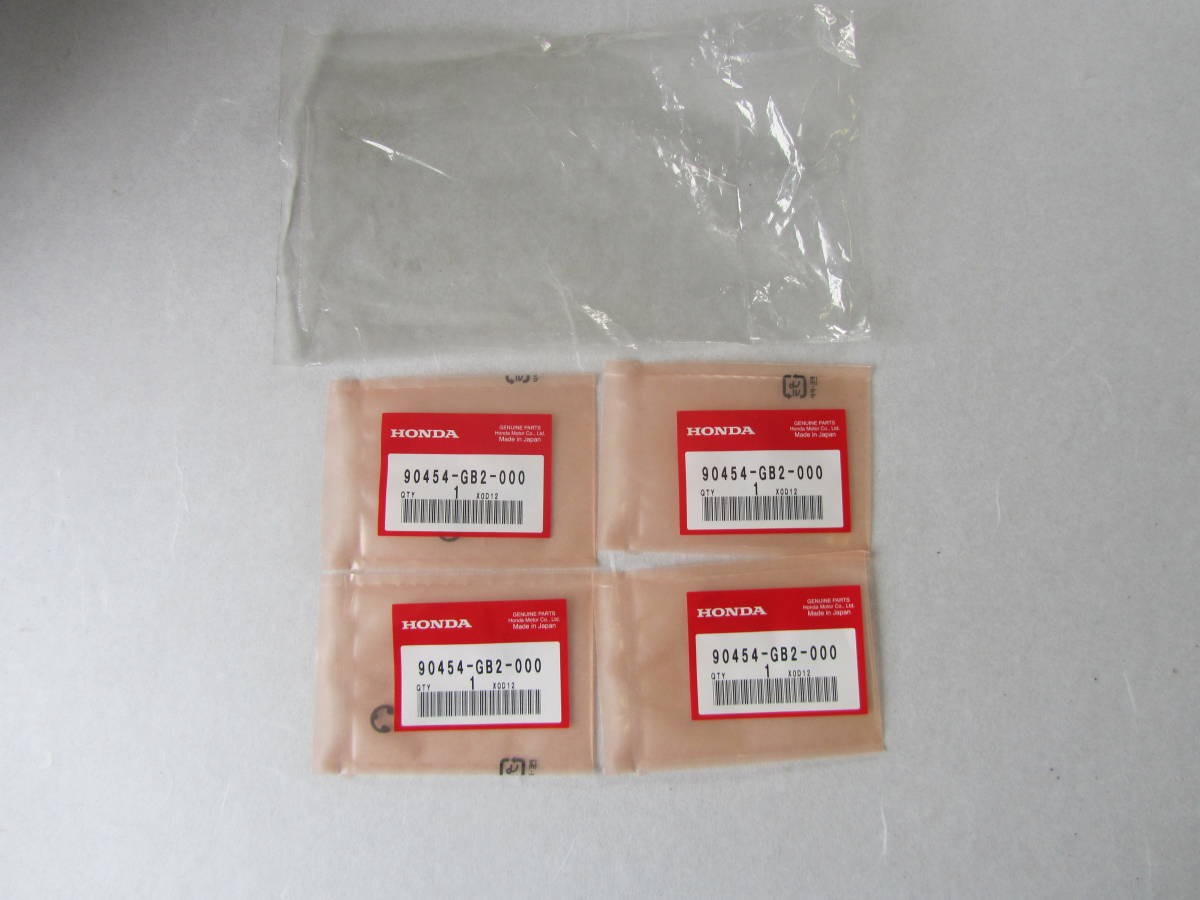 HONDA
GENUINE PARTS
Honda Motor Co., Ltd.
Made in Japan
90454-GB2-000
QTY 1 X0D12
HONDA
GENUINE PARTS
Honda Motor Co., Ltd.
Made in Japan
90454-GB2-000
QTY 1 X0D12
HONDA
GENUINE PARTS
Honda Motor Co., Ltd.
Made in Japan
90454-GB2-000
QTY 1 X0D12
HONDA
GENUINE PARTS
Honda Motor Co., Ltd.
Made in Japan
90454-GB2-000
QTY 1 X0D12